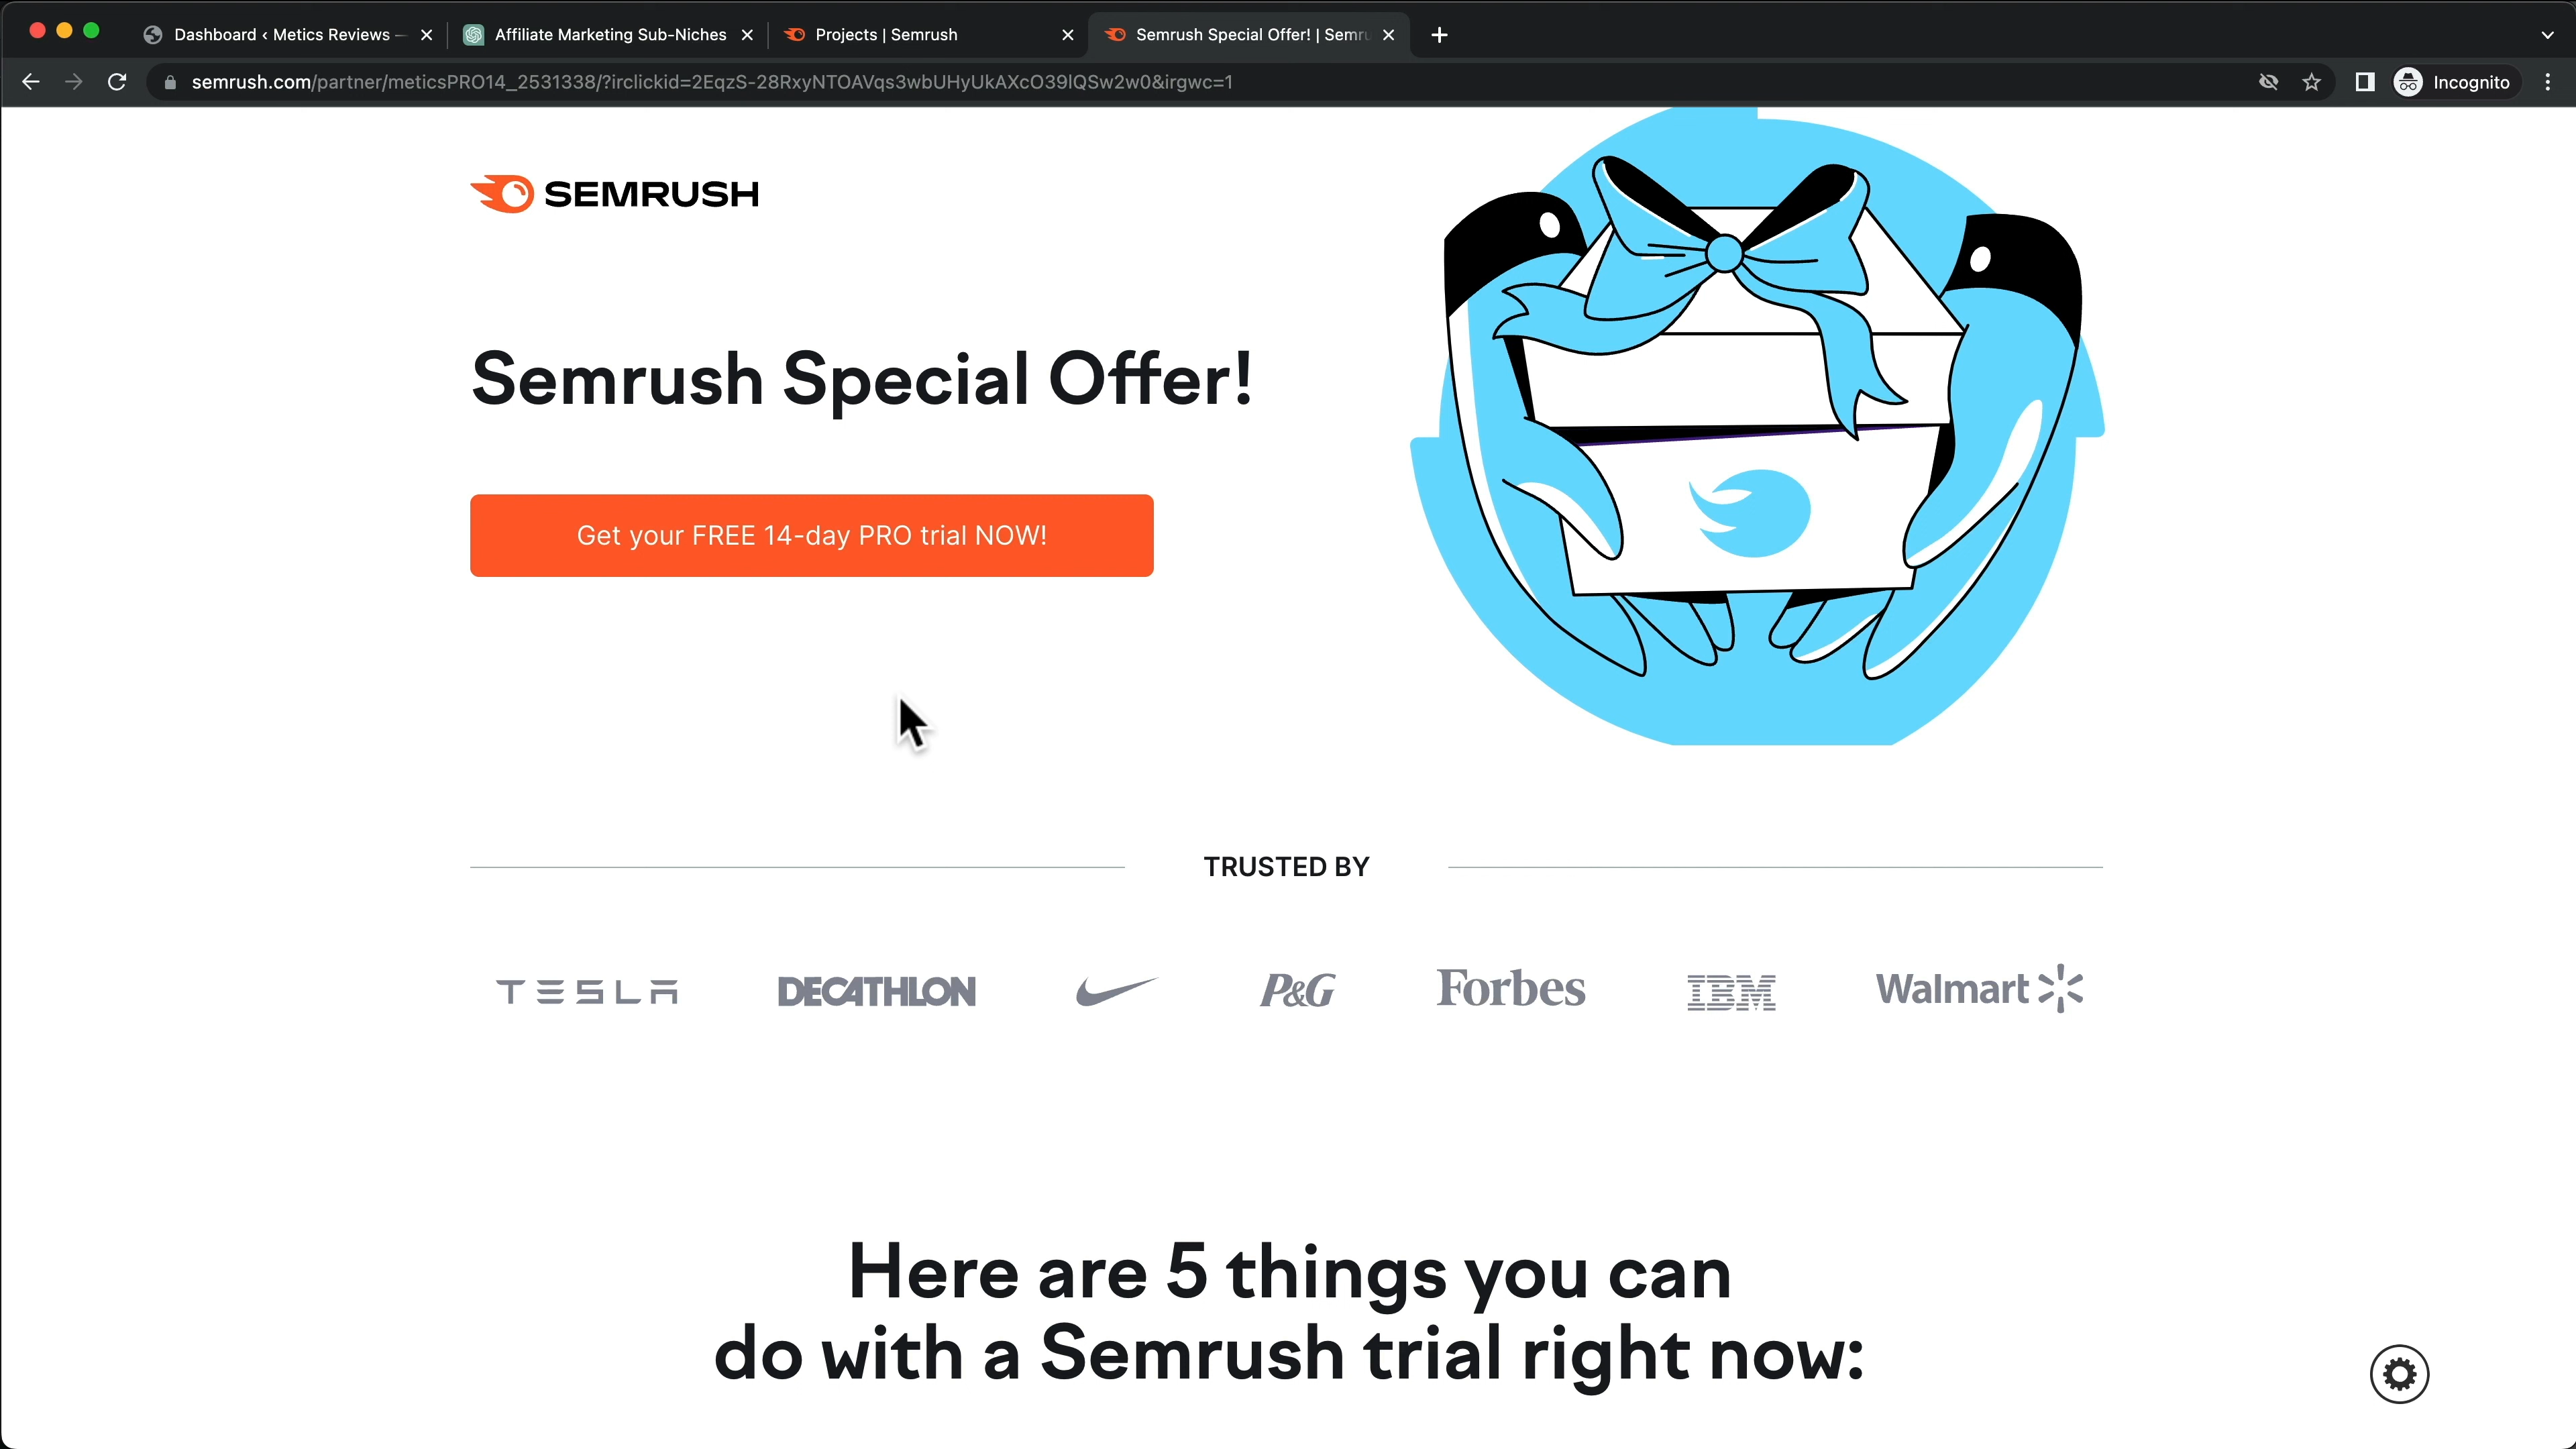 Dashboard ‹ Metics Reviews —
Affiliate Marketing Sub-Niches
Projects | Semrush
Semrush Special Offer! | Semru
semrush.com/partner/meticsPRO14_2531338/?irclickid=2EqzS-28RxyNTOAVqs3wbUHyUkAXcO39lQSw2w0&irgwc=1
Incognito
SEMRUSH
Semrush Special Offer!
Get your FREE 14-day PRO trial NOW!
TRUSTED BY
TESLA
DECATHLON
P&G
Forbes
IBM
Walmart
Here are 5 things you can
do with a Semrush trial right now: